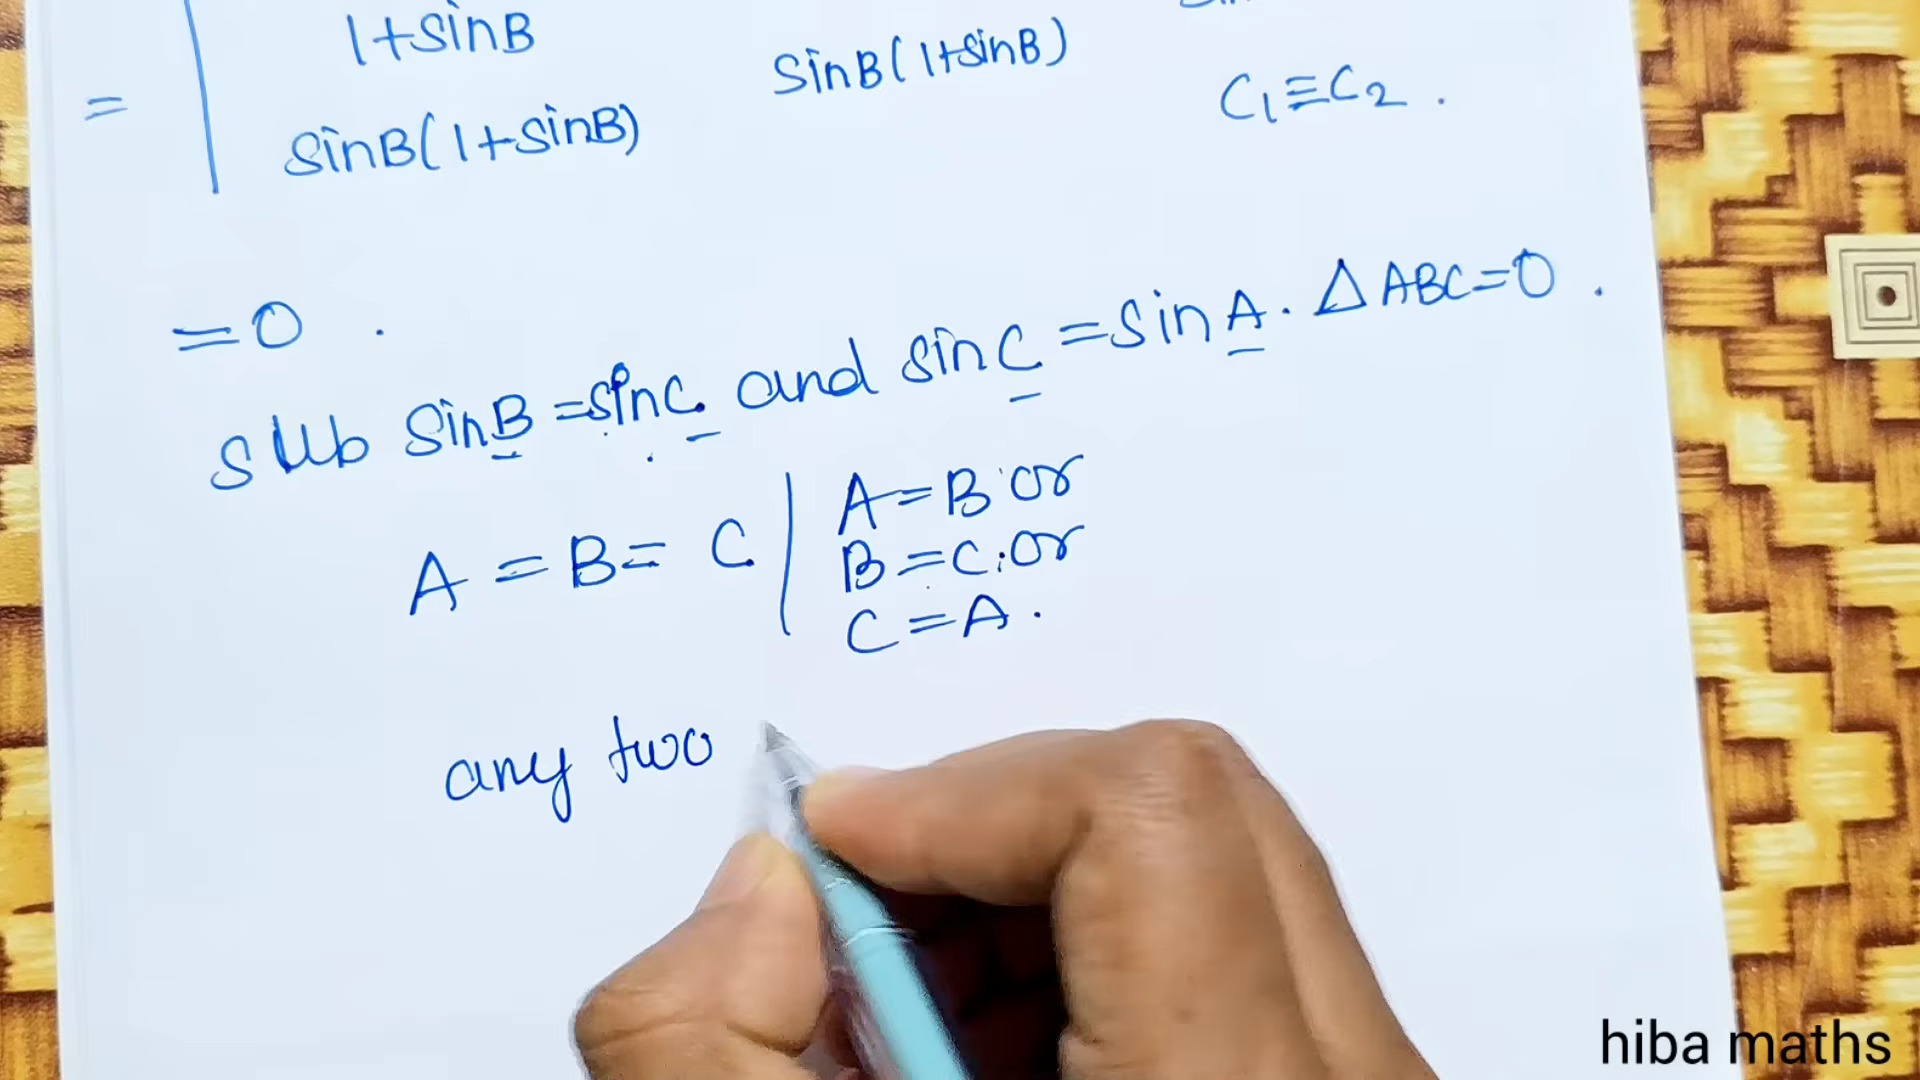 1+sinB
= | sinB(1+sinB) sinB(1+sinB)
C₁≡C₂.
=0.
sub sinB=sinC and sinC=sinA. △ABC=0.
A=B=C | A=B or
B=C or
C=A.
any two
hiba maths